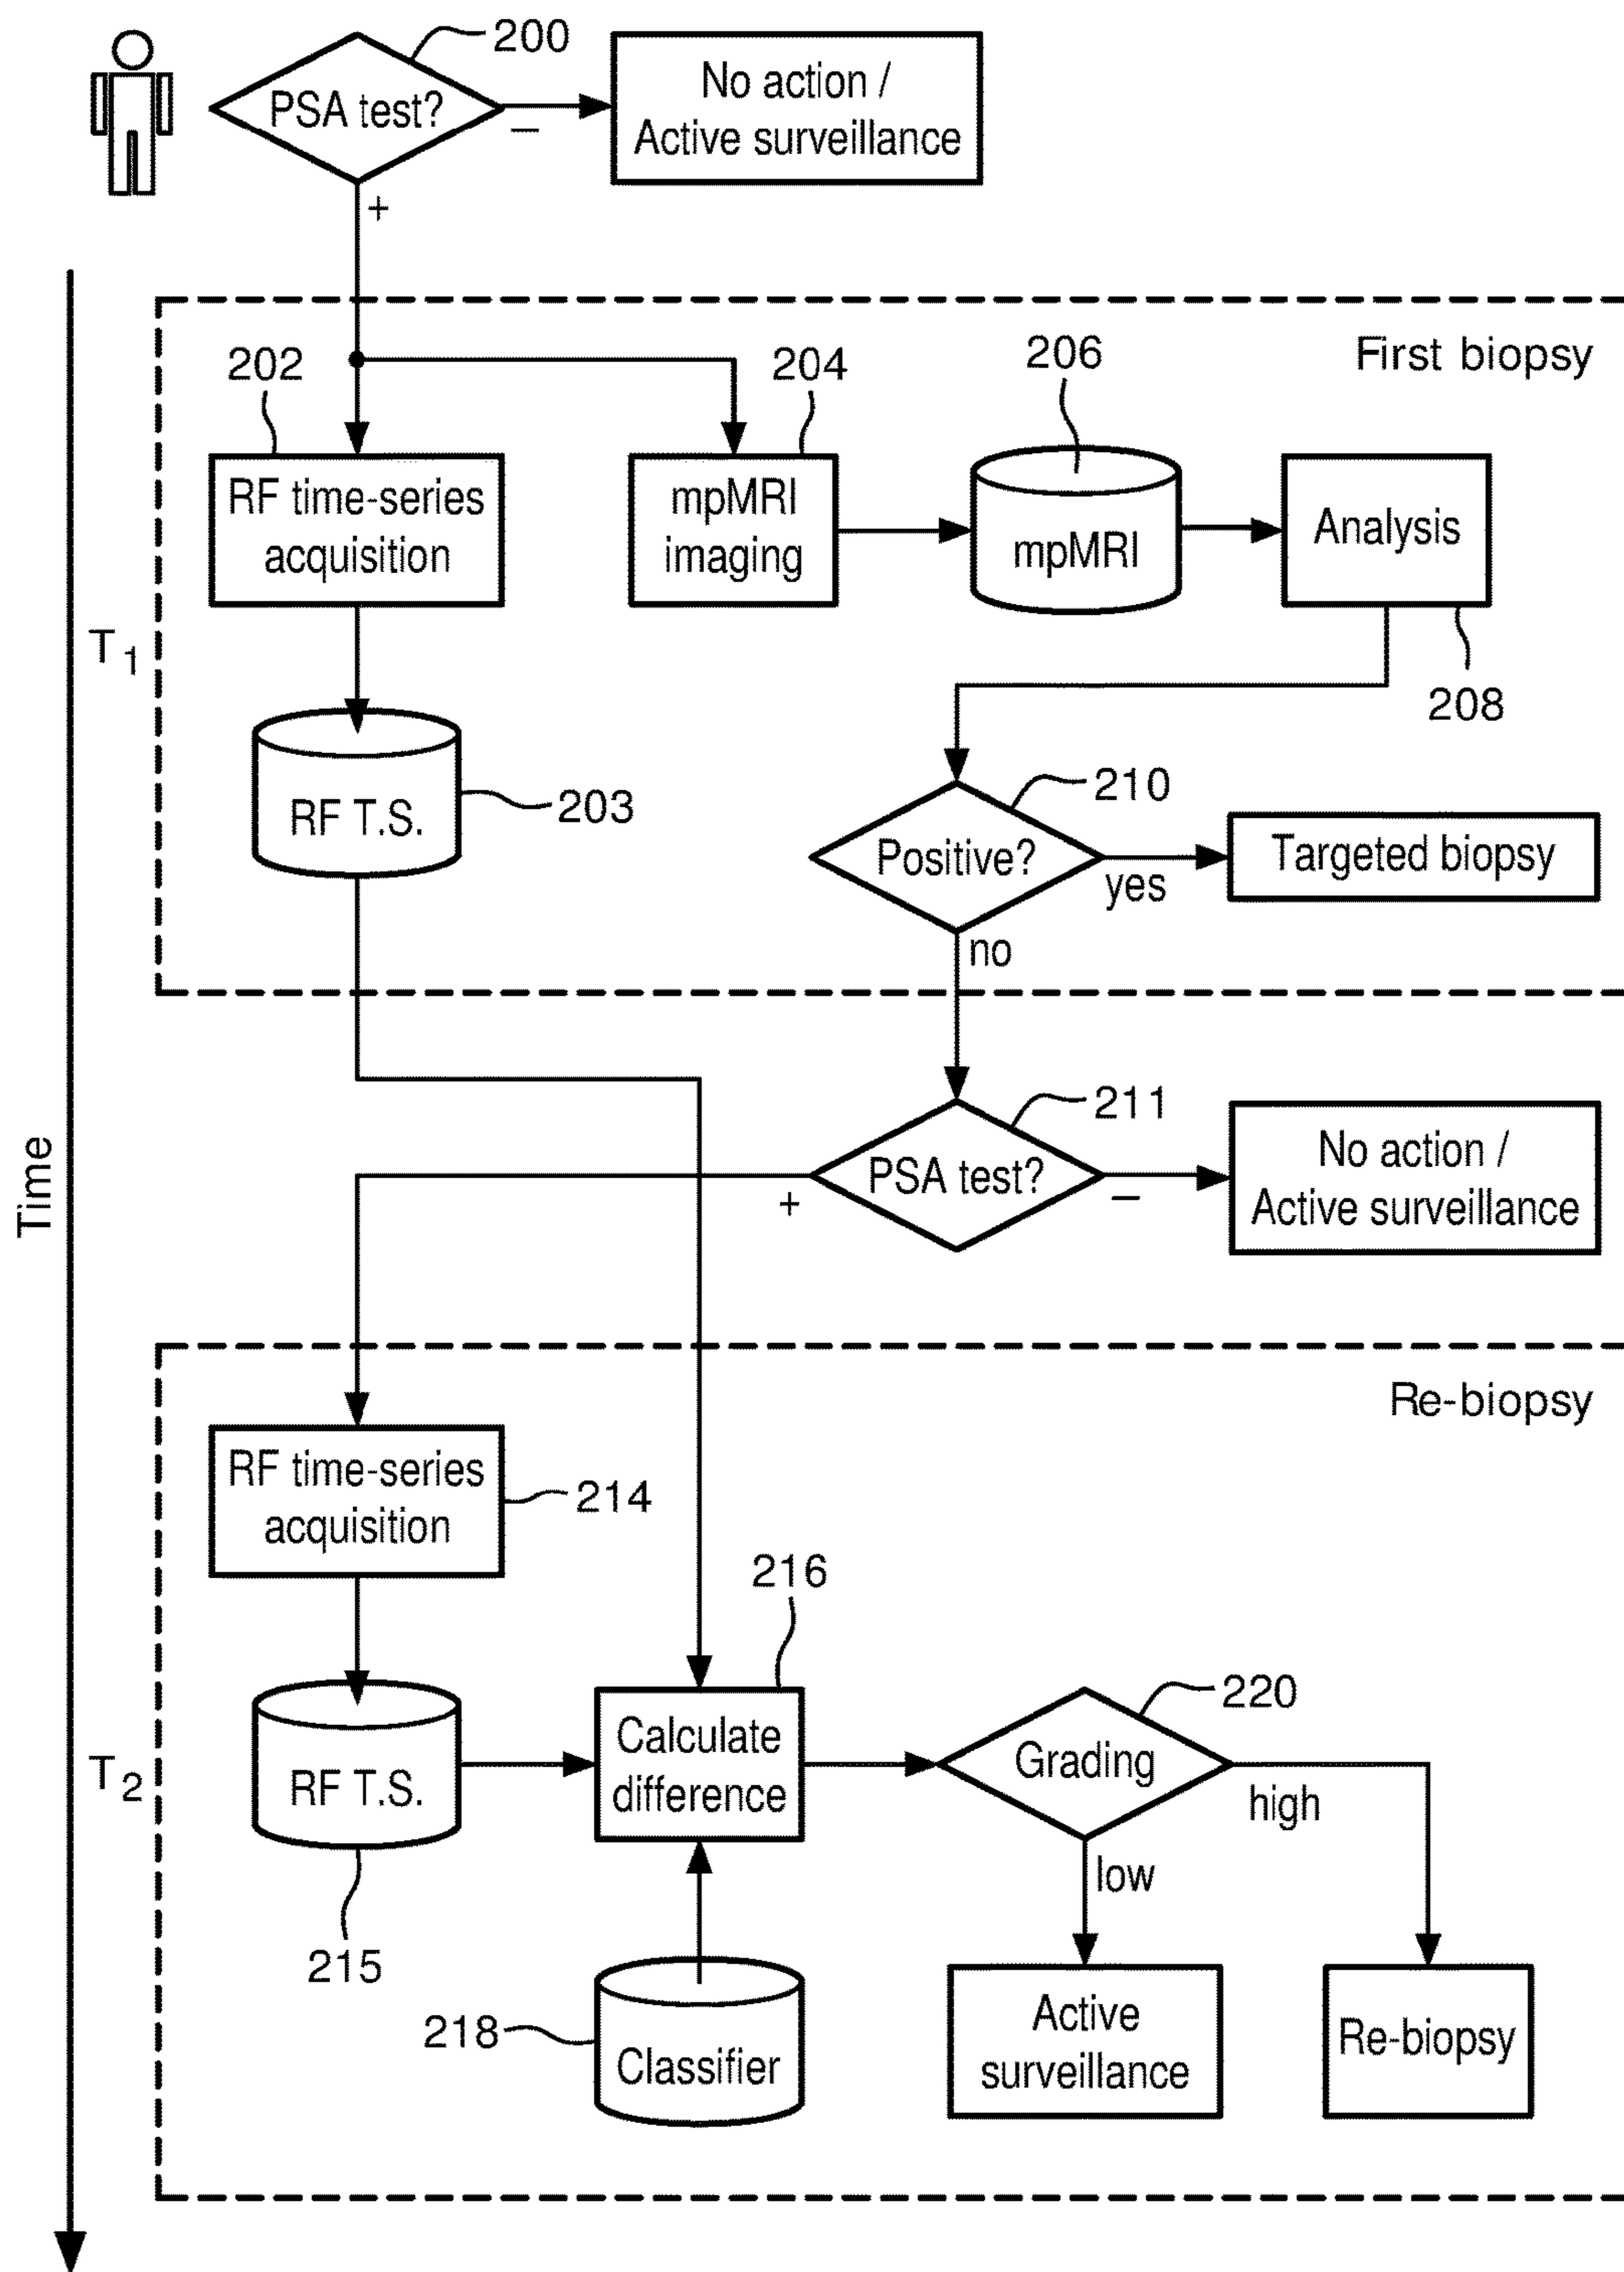 200
PSA test?
No action /
Active surveillance
–
+
First biopsy
202
204
206
RF time-series
acquisition
mpMRI
imaging
mpMRI
Analysis
T1
208
RF T.S.
203
210
Positive?
yes
Targeted biopsy
no
Time
211
PSA test?
+
–
No action /
Active surveillance
Re-biopsy
RF time-series
acquisition
214
216
T2
RF T.S.
215
Calculate
difference
220
Grading
high
low
218
Classifier
Active
surveillance
Re-biopsy